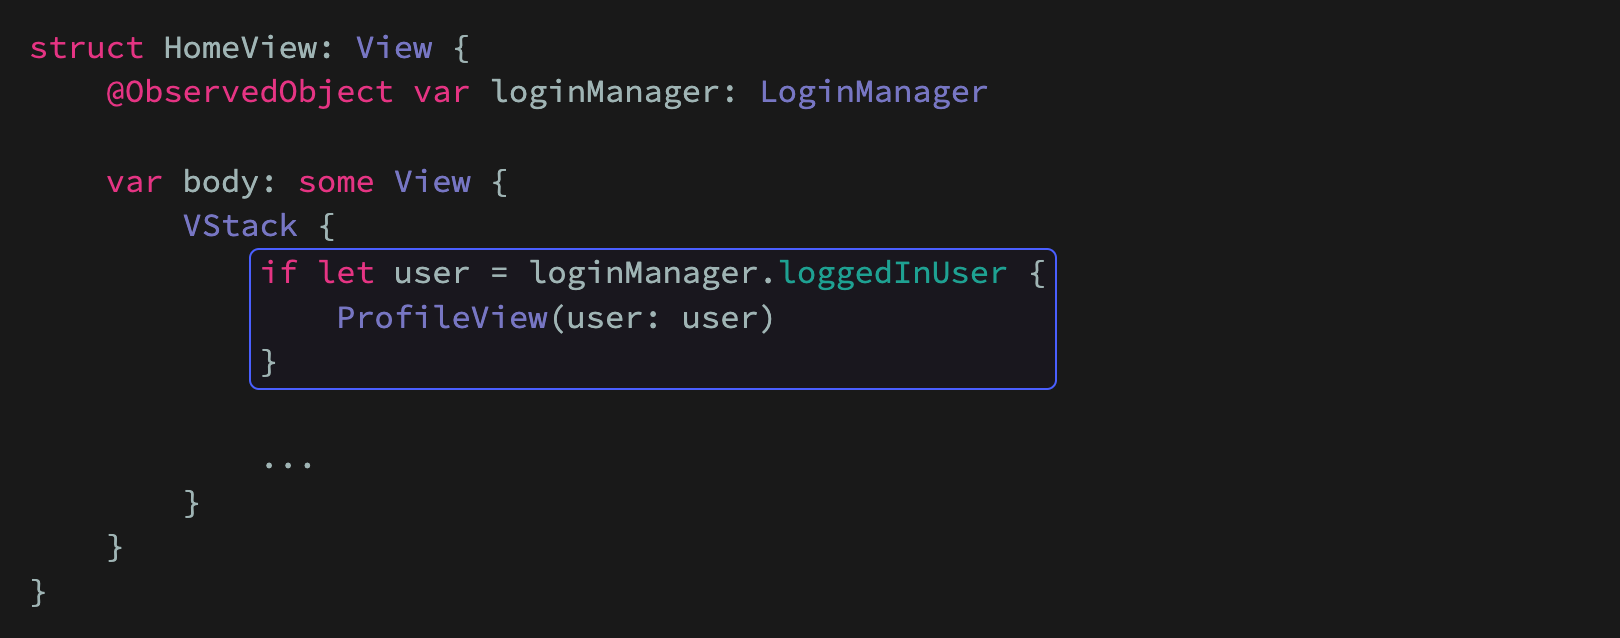 struct HomeView: View {
    @ObservedObject var loginManager: LoginManager

    var body: some View {
        VStack {
            if let user = loginManager.loggedInUser {
                ProfileView(user: user)
            }

            ...
        }
    }
}